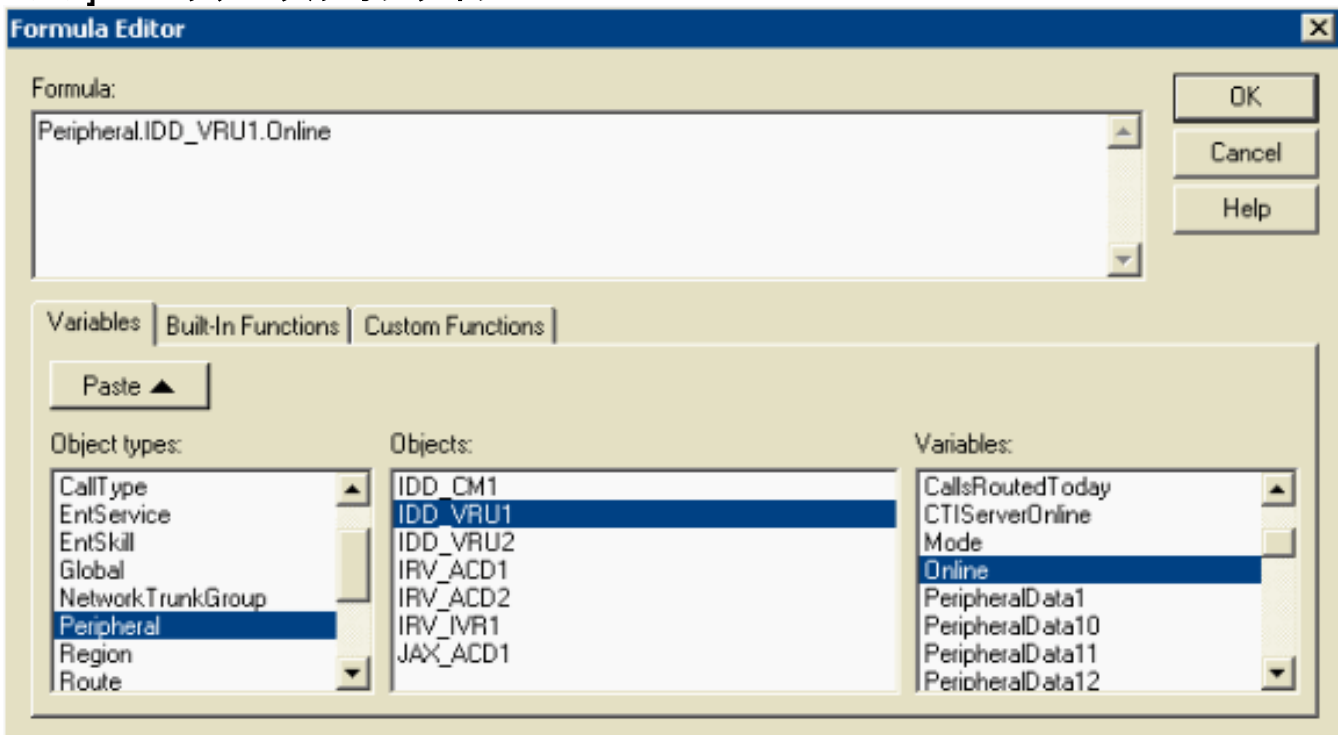 Formula Editor
Formula:
Peripheral.IDD_VRU1.Online
OK
Cancel
Help
Variables
Built-In Functions
Custom Functions
Paste
Object types:
CallType
EntService
EntSkill
Global
NetworkTrunkGroup
Peripheral
Region
Route
Objects:
IDD_CM1
IDD_VRU1
IDD_VRU2
IRV_ACD1
IRV_ACD2
IRV_IVR1
JAX_ACD1
Variables:
CallsRoutedToday
CTIServerOnline
Mode
Online
PeripheralData1
PeripheralData10
PeripheralData11
PeripheralData12